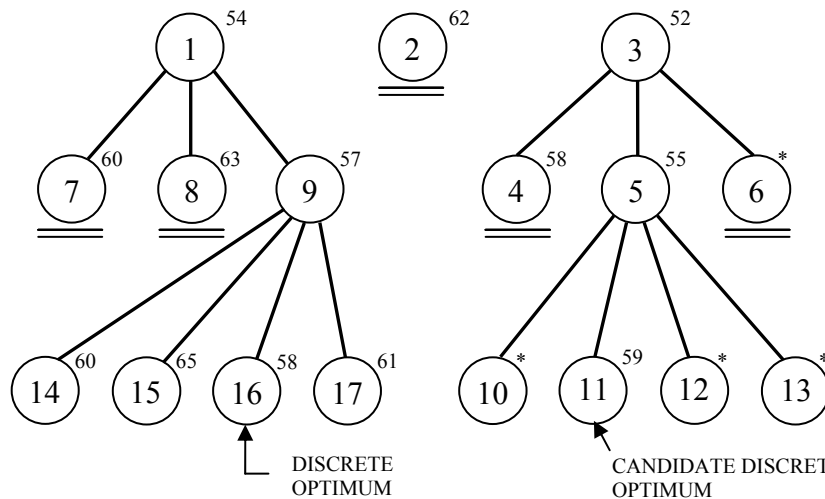 54 62 52
1 2 3
60 63 57 58 55 *
7 8 9 4 5 6
60 65 58 61 * 59 * *
14 15 16 17 10 11 12 13
DISCRETE CANDIDATE DISCRET
OPTIMUM OPTIMUM